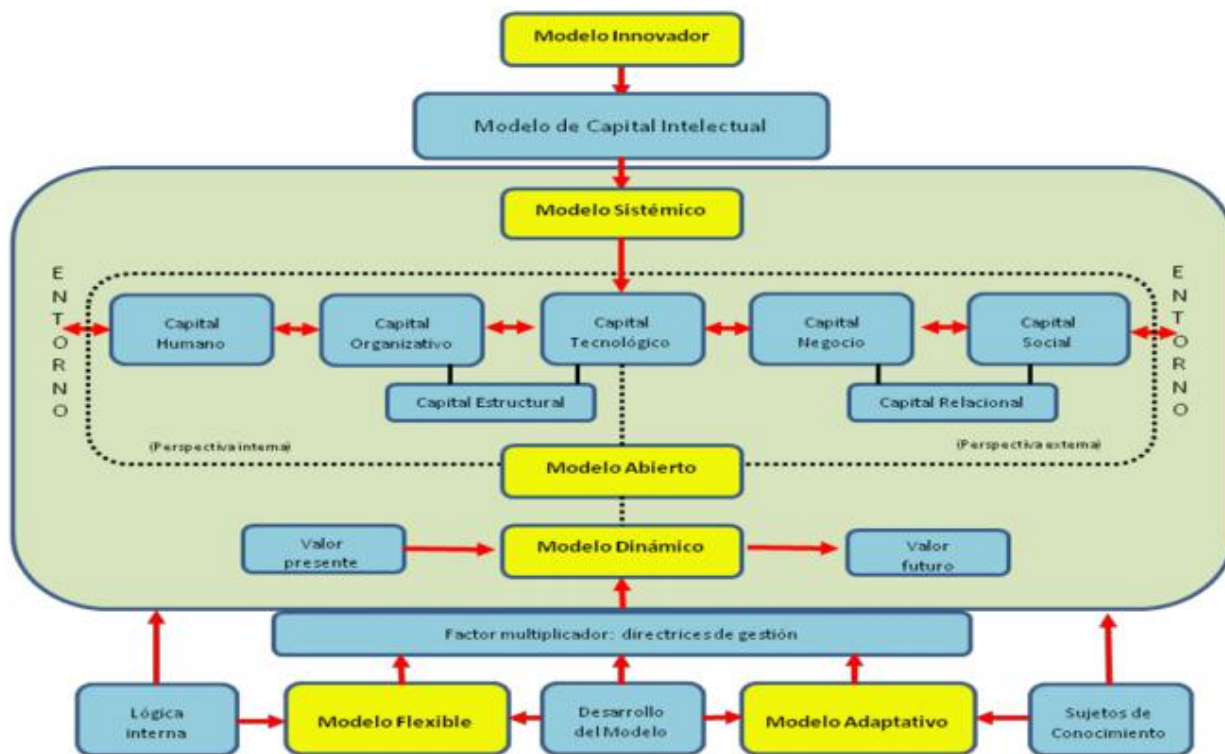 Modelo Innovador
Modelo de Capital Intelectual
Modelo Sistémico
ENTORNO
Capital
Humano
Capital
Organizativo
Capital
Tecnológico
Capital
Negocio
Capital
Social
ENTORNO
Capital Estructural
Capital Relacional
(Perspectiva interna)
(Perspectiva externa)
Modelo Abierto
Valor
presente
Modelo Dinámico
Valor
futuro
Factor multiplicador: directrices de gestión
Lógica
interna
Modelo Flexible
Desarrollo
del Modelo
Modelo Adaptativo
Sujetos de
Conocimiento